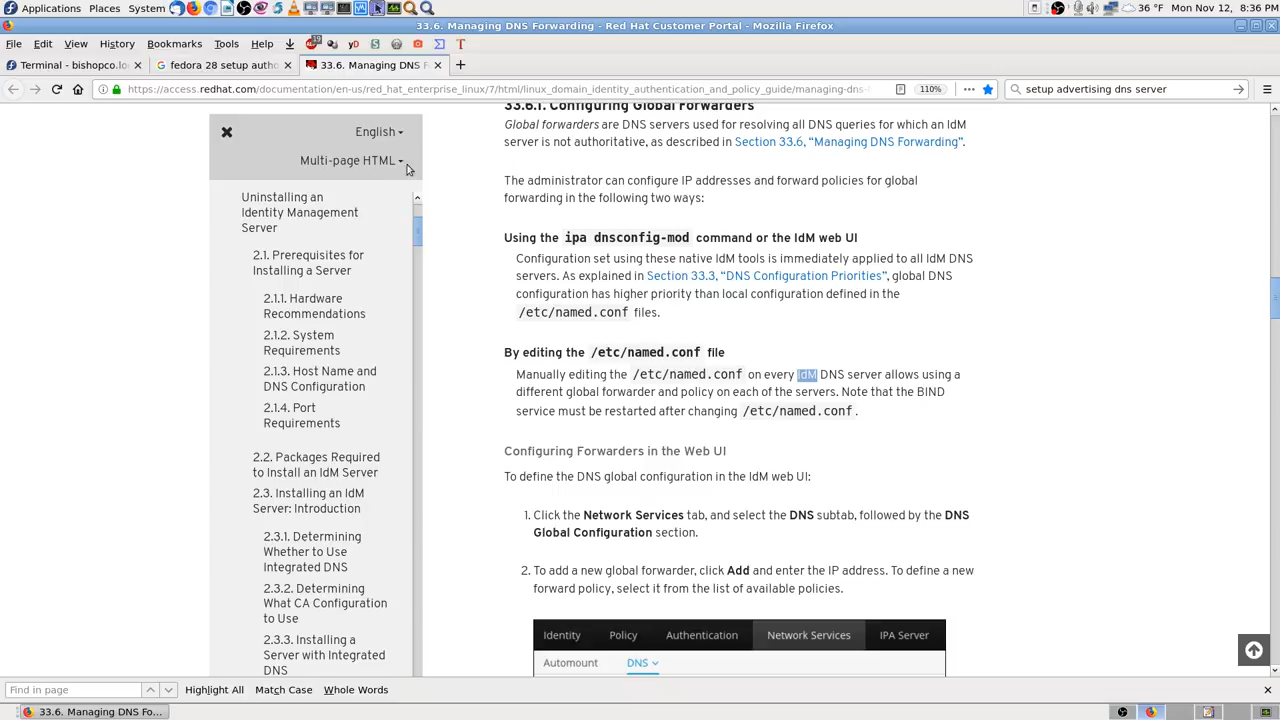 Applications Places System 36 °F Mon Nov 12, 8:36 PM
33.6. Managing DNS Forwarding - Red Hat Customer Portal - Mozilla Firefox
File Edit View History Bookmarks Tools Help
Terminal - bishopco.lo
fedora 28 setup autho
33.6. Managing DNS F
https://access.redhat.com/documentation/en-us/red_hat_enterprise_linux/7/html/linux_domain_identity_authentication_and_policy_guide/managing-dns-
110%
setup advertising dns server
English
Multi-page HTML
Uninstalling an
Identity Management
Server
2.1. Prerequisites for
Installing a Server
2.1.1. Hardware
Recommendations
2.1.2. System
Requirements
2.1.3. Host Name and
DNS Configuration
2.1.4. Port
Requirements
2.2. Packages Required
to Install an IdM Server
2.3. Installing an IdM
Server: Introduction
2.3.1. Determining
Whether to Use
Integrated DNS
2.3.2. Determining
What CA Configuration
to Use
2.3.3. Installing a
Server with Integrated
DNS
33.6.1. Configuring Global Forwarders
Global forwarders are DNS servers used for resolving all DNS queries for which an IdM
server is not authoritative, as described in Section 33.6, “Managing DNS Forwarding”.
The administrator can configure IP addresses and forward policies for global
forwarding in the following two ways:
Using the ipa dnsconfig-mod command or the IdM web UI
Configuration set using these native IdM tools is immediately applied to all IdM DNS
servers. As explained in Section 33.3, “DNS Configuration Priorities”, global DNS
configuration has higher priority than local configuration defined in the
/etc/named.conf files.
By editing the /etc/named.conf file
Manually editing the /etc/named.conf on every IdM DNS server allows using a
different global forwarder and policy on each of the servers. Note that the BIND
service must be restarted after changing /etc/named.conf.
Configuring Forwarders in the Web UI
To define the DNS global configuration in the IdM web UI:
1. Click the Network Services tab, and select the DNS subtab, followed by the DNS
Global Configuration section.
2. To add a new global forwarder, click Add and enter the IP address. To define a new
forward policy, select it from the list of available policies.
Identity Policy Authentication Network Services IPA Server
Automount DNS
Find in page
Highlight All Match Case Whole Words
33.6. Managing DNS Fo...